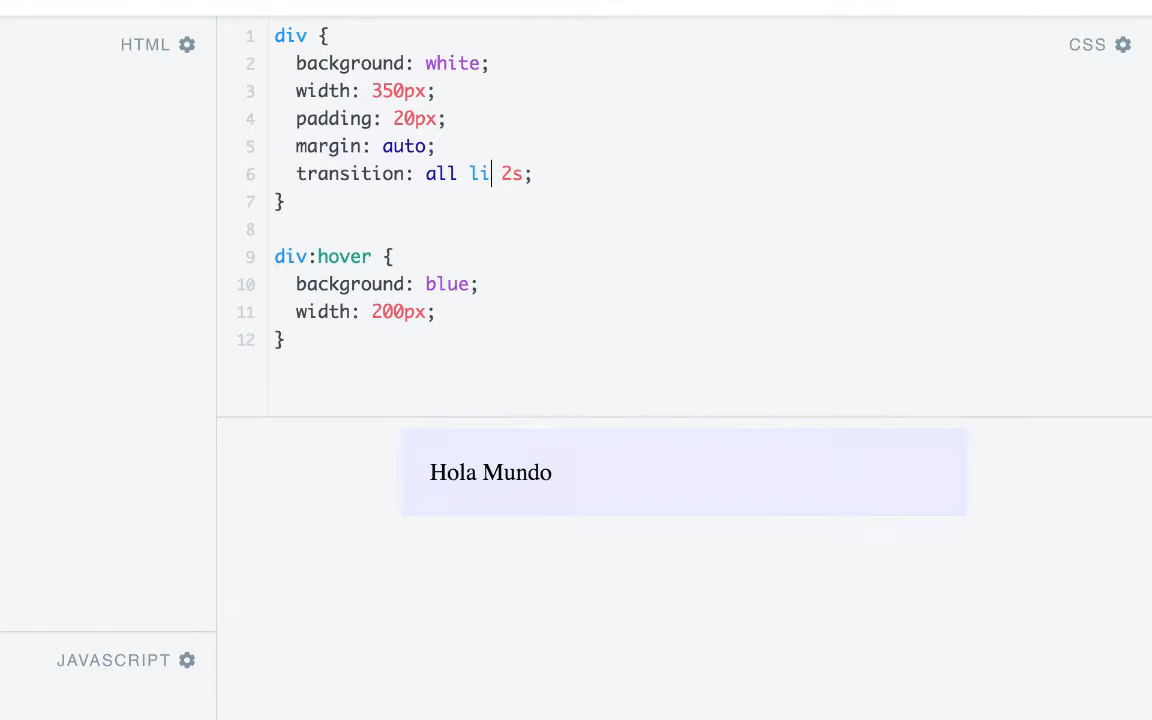 HTML
CSS
1 div {
2 background: white;
3 width: 350px;
4 padding: 20px;
5 margin: auto;
6 transition: all li 2s;
7 }
8
9 div:hover {
10 background: blue;
11 width: 200px;
12 }
Hola Mundo
JAVASCRIPT